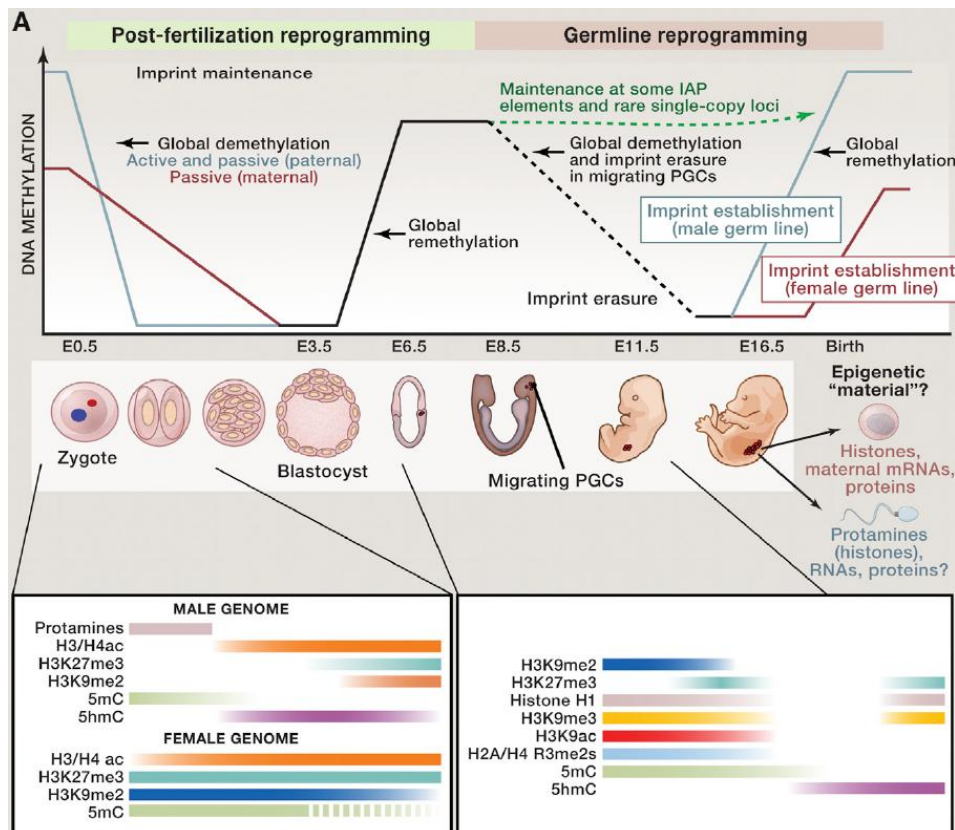 A
Post-fertilization reprogramming
Germline reprogramming
DNA METHYLATION
Imprint maintenance
Global demethylation
Active and passive (paternal)
Passive (maternal)
Global
remethylation
Maintenance at some IAP
elements and rare single-copy loci
Global demethylation
and imprint erasure
in migrating PGCs
Global
remethylation
Imprint establishment
(male germ line)
Imprint establishment
(female germ line)
Imprint erasure
E0.5
E3.5
E6.5
E8.5
E11.5
E16.5
Birth
Zygote
Blastocyst
Migrating PGCs
Epigenetic
"material"?
Histones,
maternal mRNAs,
proteins
Protamines
(histones),
RNAs, proteins?
MALE GENOME
Protamines
H3/H4ac
H3K27me3
H3K9me2
5mC
5hmC
FEMALE GENOME
H3/H4 ac
H3K27me3
H3K9me2
5mC
H3K9me2
H3K27me3
Histone H1
H3K9me3
H3K9ac
H2A/H4 R3me2s
5mC
5hmC